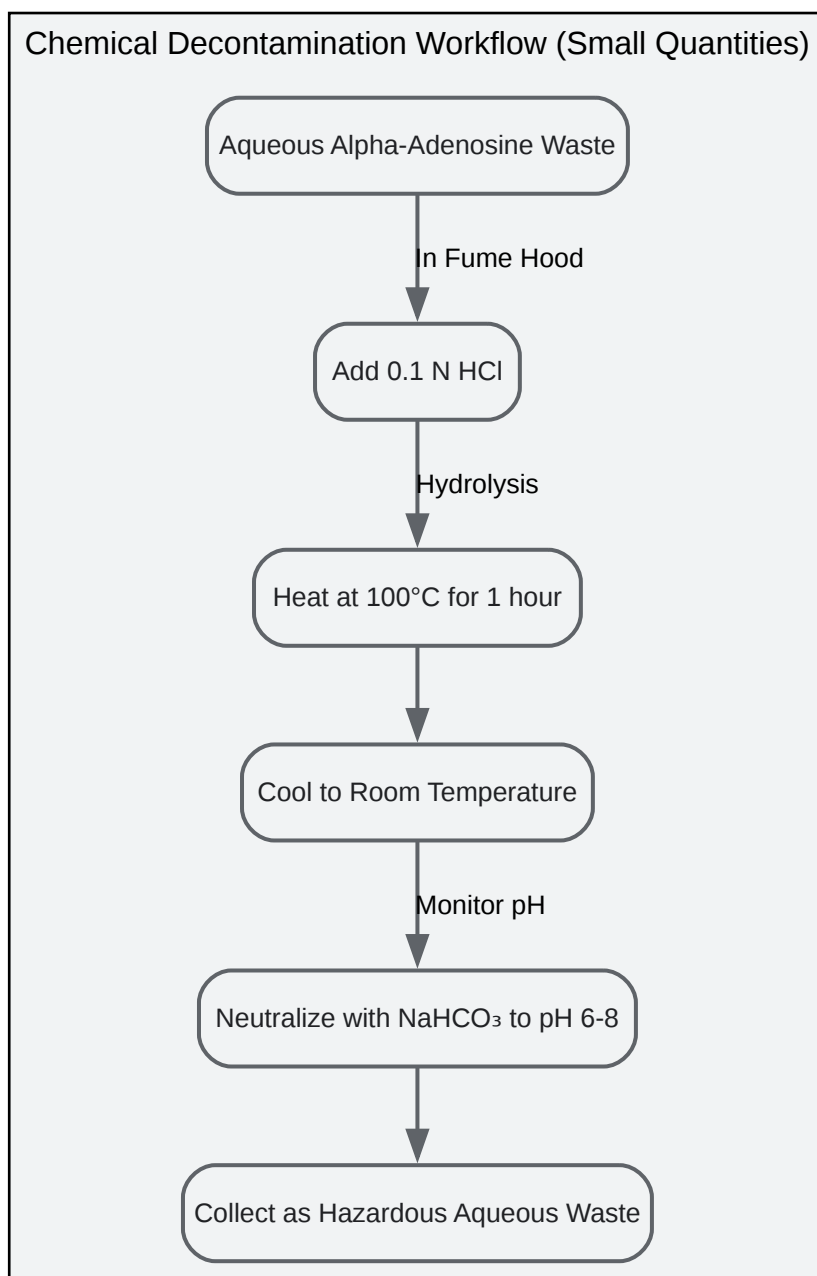 Chemical Decontamination Workflow (Small Quantities)
Aqueous Alpha-Adenosine Waste
In Fume Hood
Add 0.1 N HCl
Hydrolysis
Heat at 100°C for 1 hour
Cool to Room Temperature
Monitor pH
Neutralize with NaHCO₃ to pH 6-8
Collect as Hazardous Aqueous Waste